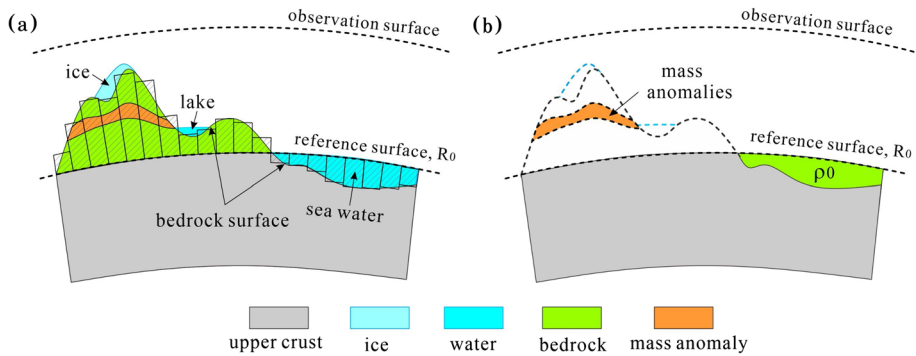 (a)
observation surface
ice
lake
reference surface, R0
bedrock surface
sea water
(b)
observation surface
mass
anomalies
reference surface, R0
ρ0
upper crust
ice
water
bedrock
mass anomaly